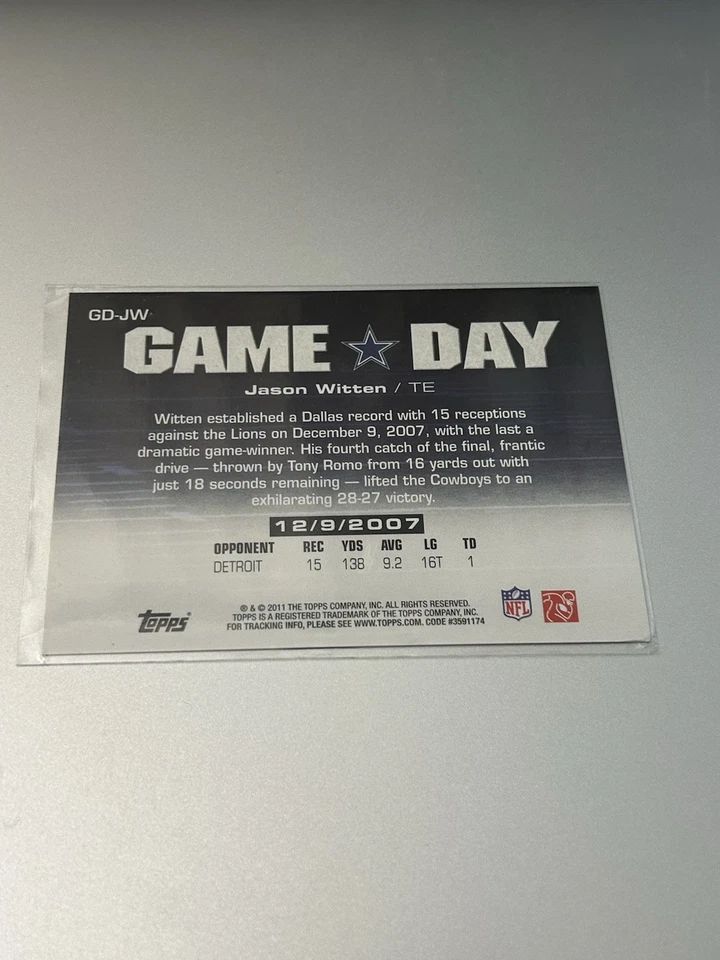 GD-JW
GAME DAY
Jason Witten / TE
Witten established a Dallas record with 15 receptions
against the Lions on December 9, 2007, with the last a
dramatic game-winner. His fourth catch of the final, frantic
drive — thrown by Tony Romo from 16 yards out with
just 18 seconds remaining — lifted the Cowboys to an
exhilarating 28-27 victory.
12/9/2007
OPPONENT REC YDS AVG LG TD
DETROIT 15 138 9.2 16T 1
Topps®
® & © 2011 THE TOPPS COMPANY, INC. ALL RIGHTS RESERVED.
TOPPS IS A REGISTERED TRADEMARK OF THE TOPPS COMPANY, INC.
FOR TRACKING INFO, PLEASE SEE WWW.TOPPS.COM. CODE #3591174
NFL